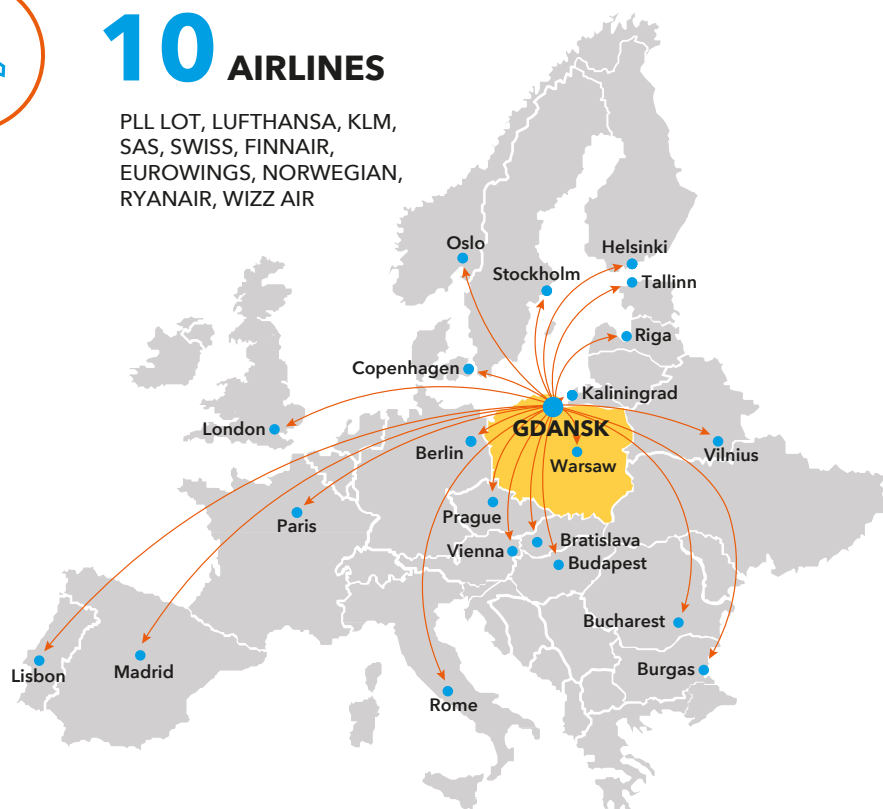 10 AIRLINES
PLL LOT, LUFTHANSA, KLM,
SAS, SWISS, FINNAIR,
EUROWINGS, NORWEGIAN,
RYANAIR, WIZZ AIR
Oslo
Helsinki
Stockholm
Tallinn
Riga
Copenhagen
Kaliningrad
London
GDANSK
Berlin
Vilnius
Warsaw
Prague
Paris
Bratislava
Vienna
Budapest
Bucharest
Burgas
Madrid
Lisbon
Rome